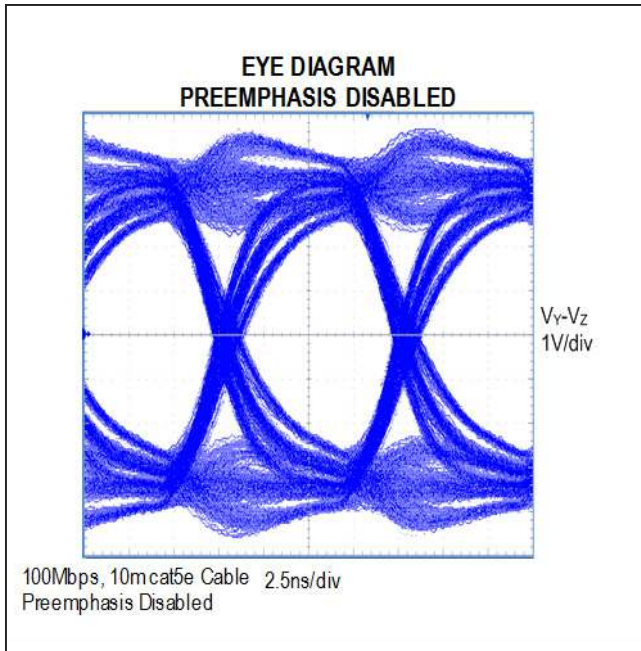 EYE DIAGRAM
PREEMPHASIS DISABLED
VY-VZ
1V/div
100Mbps, 10m cat5e Cable 2.5ns/div
Preemphasis Disabled